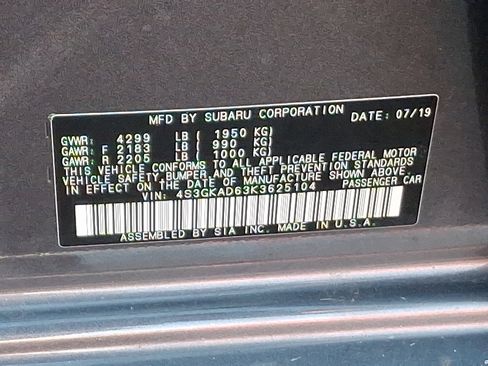 MFD BY SUBARU CORPORATION DATE: 07/19
GVWR: 4299 LB ( 1950 KG)
GAWR: F 2183 LB ( 990 KG)
GAWR: R 2205 LB ( 1000 KG)
THIS VEHICLE CONFORMS TO ALL APPLICABLE FEDERAL MOTOR
VEHICLE SAFETY, BUMPER AND THEFT PREVENTION STANDARDS
IN EFFECT ON THE DATE OF MANUFACTURE SHOWN ABOVE.
VIN: 4S3GKAD63K3625104 PASSENGER CAR
ASSEMBLED BY SIA INC. MADE IN U.S.A.